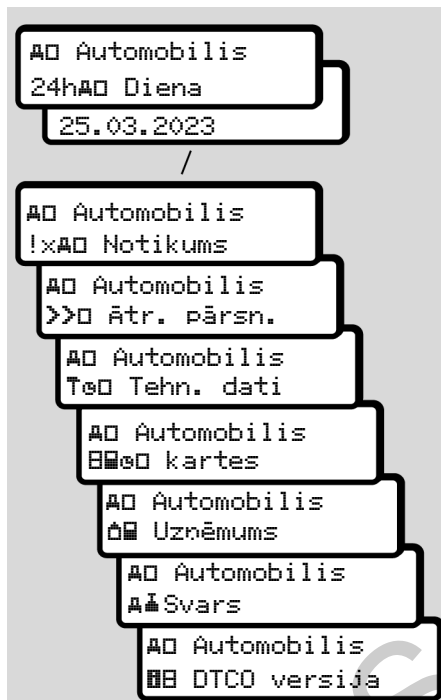 Automobilis
24h Diena
25.03.2023
/
Automobilis
!x Notikums
Automobilis
>> Ātr. pārsn.
Automobilis
Tehn. dati
Automobilis
kartes
Automobilis
Uzņēmums
Automobilis
Svars
Automobilis
DTCO versija